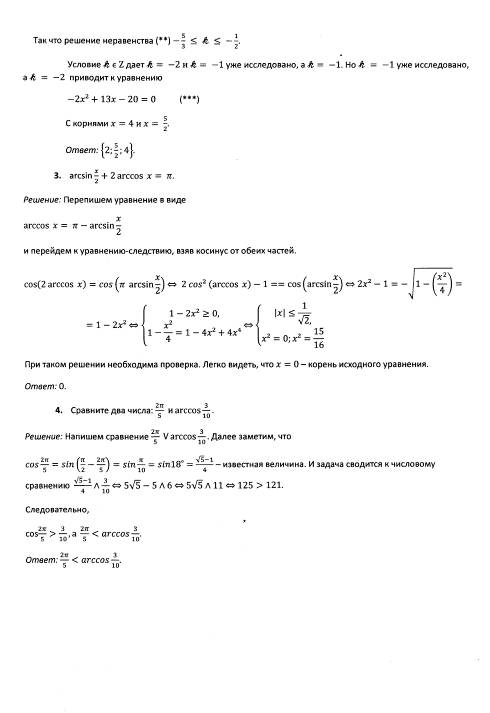 Так что решение неравенства (**) − 5/3 ≤ k ≤ − 1/2.
Условие k ϵ Z дает k = −2 и k = −1 уже исследовано, а k = −1. Но k = −1 уже исследовано,
а k = −2 приводит к уравнению
−2x² + 13x − 20 = 0 (***)
С корнями x = 4 и x = 5/2.
Ответ: {2; 5/2; 4}.
3. arcsin x/2 + 2 arccos x = π.
Решение: Перепишем уравнение в виде
arccos x = π − arcsin x/2
и перейдем к уравнению-следствию, взяв косинус от обеих частей.
cos(2 arccos x) = cos (π arcsin x/2) ⇔ 2 cos² (arccos x) − 1 == cos (arcsin x/2) ⇔ 2x² − 1 = − √(1 − (x²/4)) =
= 1 − 2x² ⇔ { 1 − 2x² ≥ 0, 1 − x²/4 = 1 − 4x² + 4x⁴ ⇔ { |x| ≤ 1/√2, x² = 0; x² = 15/16
При таком решении необходима проверка. Легко видеть, что x = 0 – корень исходного уравнения.
Ответ: 0.
4. Сравните два числа: 2π/5 и arccos 3/10.
Решение: Напишем сравнение 2π/5 V arccos 3/10. Далее заметим, что
cos 2π/5 = sin (π/2 − 2π/5) = sin π/10 = sin18° = (√5−1)/4 – известная величина. И задача сводится к числовому
сравнению (√5−1)/4 ∧ 3/10 ⇔ 5√5 − 5 ∧ 6 ⇔ 5√5 ∧ 11 ⇔ 125 > 121.
Следовательно,
cos 2π/5 > 3/10, а 2π/5 < arccos 3/10.
Ответ: 2π/5 < arccos 3/10.